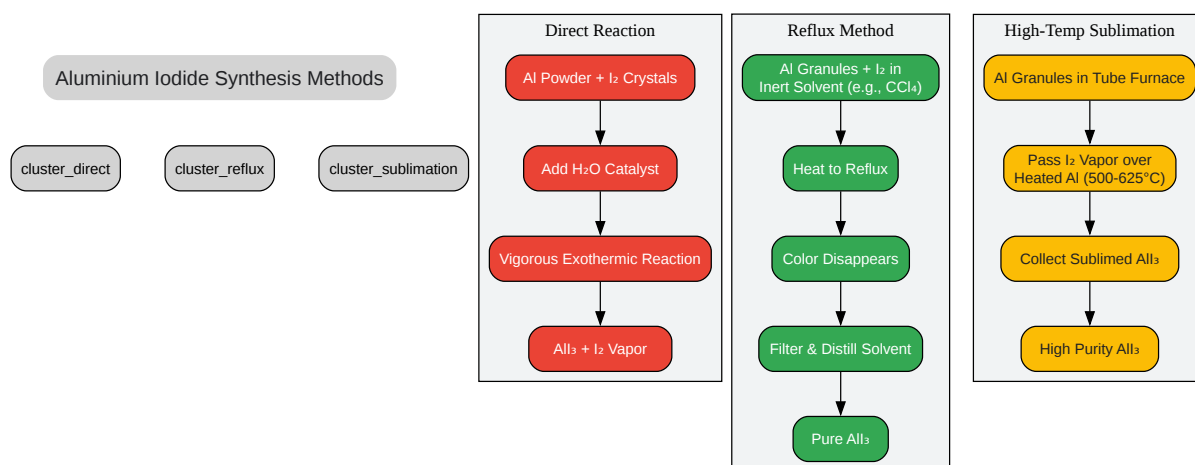 Aluminium Iodide Synthesis Methods
cluster_direct
cluster_reflux
cluster_sublimation
Direct Reaction
Al Powder + I₂ Crystals
Add H₂O Catalyst
Vigorous Exothermic Reaction
AlI₃ + I₂ Vapor
Reflux Method
Al Granules + I₂ in
Inert Solvent (e.g., CCl₄)
Heat to Reflux
Color Disappears
Filter & Distill Solvent
Pure AlI₃
High-Temp Sublimation
Al Granules in Tube Furnace
Pass I₂ Vapor over
Heated Al (500-625°C)
Collect Sublimed AlI₃
High Purity AlI₃